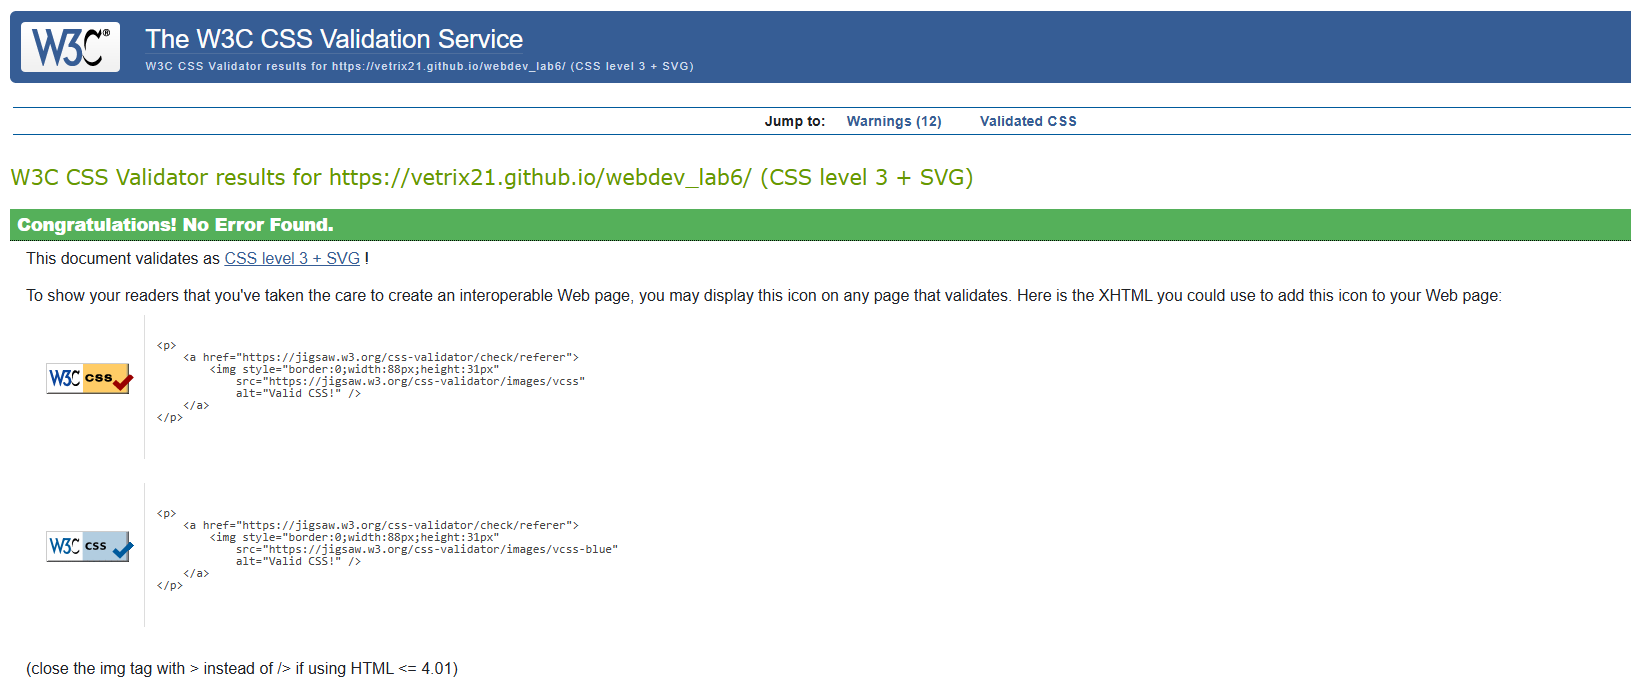 W3C®
The W3C CSS Validation Service
W3C CSS Validator results for https://vetrix21.github.io/webdev_lab6/ (CSS level 3 + SVG)
Jump to: Warnings (12) Validated CSS
W3C CSS Validator results for https://vetrix21.github.io/webdev_lab6/ (CSS level 3 + SVG)
Congratulations! No Error Found.
This document validates as CSS level 3 + SVG !
To show your readers that you've taken the care to create an interoperable Web page, you may display this icon on any page that validates. Here is the XHTML you could use to add this icon to your Web page:
W3C css
<p>
    <a href="https://jigsaw.w3.org/css-validator/check/referer">
        <img style="border:0;width:88px;height:31px"
            src="https://jigsaw.w3.org/css-validator/images/vcss"
            alt="Valid CSS!" />
    </a>
</p>
W3C css
<p>
    <a href="https://jigsaw.w3.org/css-validator/check/referer">
        <img style="border:0;width:88px;height:31px"
            src="https://jigsaw.w3.org/css-validator/images/vcss-blue"
            alt="Valid CSS!" />
    </a>
</p>
(close the img tag with > instead of /> if using HTML <= 4.01)